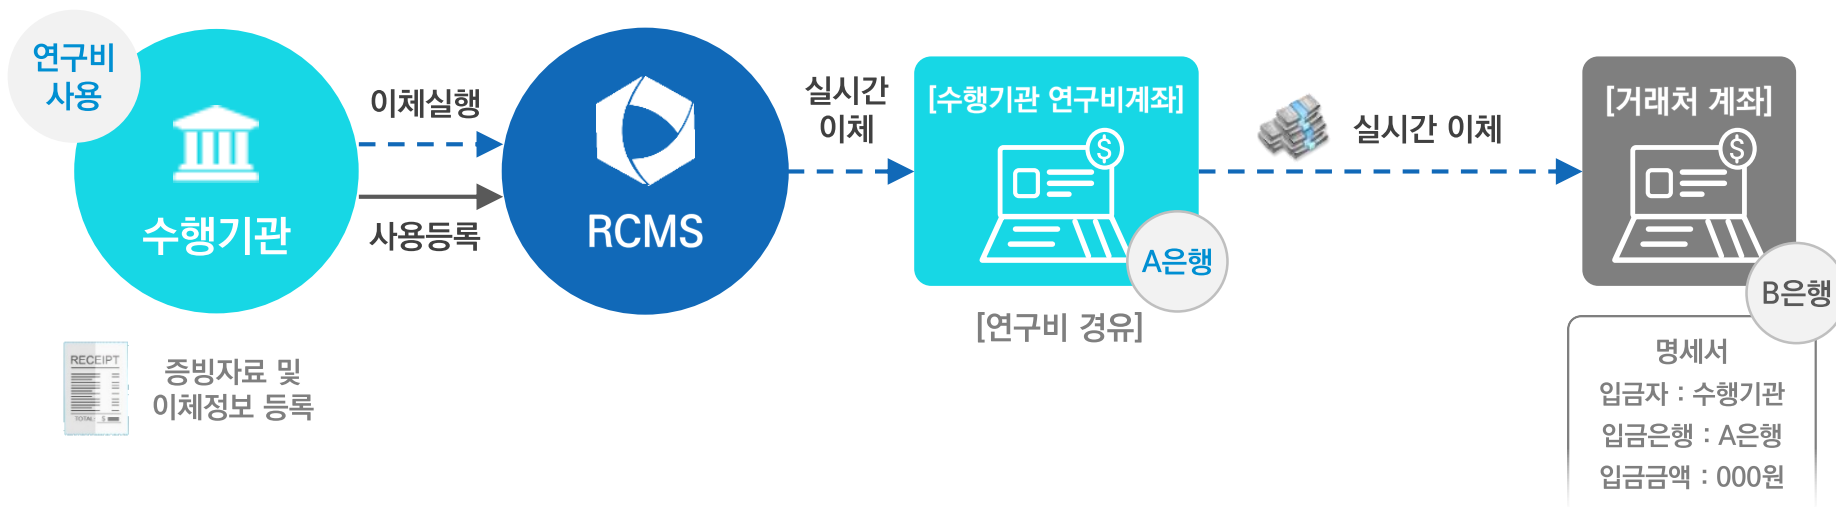 연구비
사용
수행기관
이체실행
사용등록
RCMS
실시간
이체
[수행기관 연구비계좌]
A은행
[연구비 경유]
실시간 이체
[거래처 계좌]
B은행
RECEIPT
TOTAL: $
증빙자료 및
이체정보 등록
명세서
입금자 : 수행기관
입금은행 : A은행
입금금액 : 000원